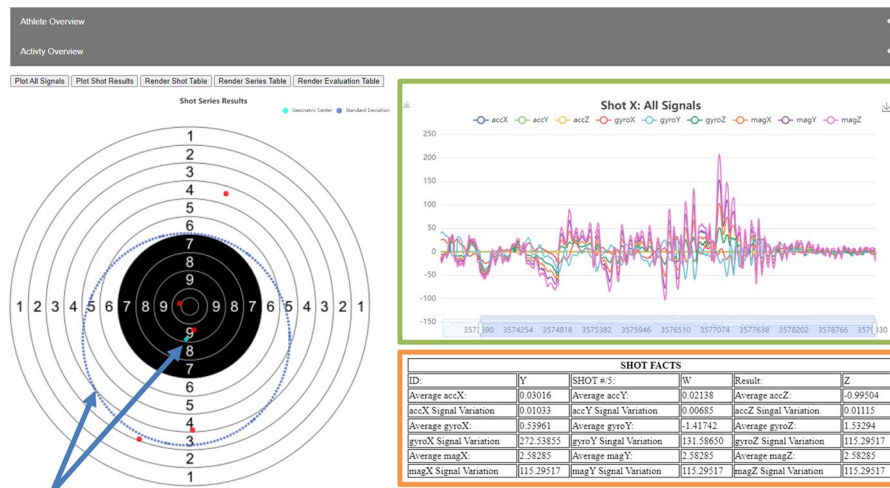 Athlete Overview
Activty Overview
Plot All Signals Plot Shot Results Render Shot Table Render Series Table Render Evaluation Table
Shot Series Results
Geometric Center Standard Deviation
1
2
3
4
5
6
7
8
9
1 2 3 4 5 6 7 8 9 9 8 7 6 5 4 3 2 1
9
8
7
6
5
4
3
2
1
Shot X: All Signals
accX accY accZ gyroX gyroY gyroZ magX magY magZ
250
200
150
100
50
0
-50
-100
-150
3574254 3574818 3575382 3575946 3576510 3577074 3577638 3578202 3578766
SHOT FACTS
ID: Y SHOT #/5: W Result: Z
Average accX: 0.03016 Average accY: 0.02138 Average accZ: -0.99504
accX Signal Variation 0.01033 accY Signal Variation 0.00685 accZ Singal Variation 0.01115
Average gyroX: 0.53961 Average gyroY: -1.41742 Average gyroZ: 1.53294
gyroX Signal Variation 272.53855 gyroY Singal Variation 131.58650 gyroZ Signal Variation 115.29517
Average magX: 2.58285 Average magY: 2.58285 Average magZ: 2.58285
magX Signal Variation 115.29517 magY Signal Variation 115.29517 magZ Signal Variation 115.29517